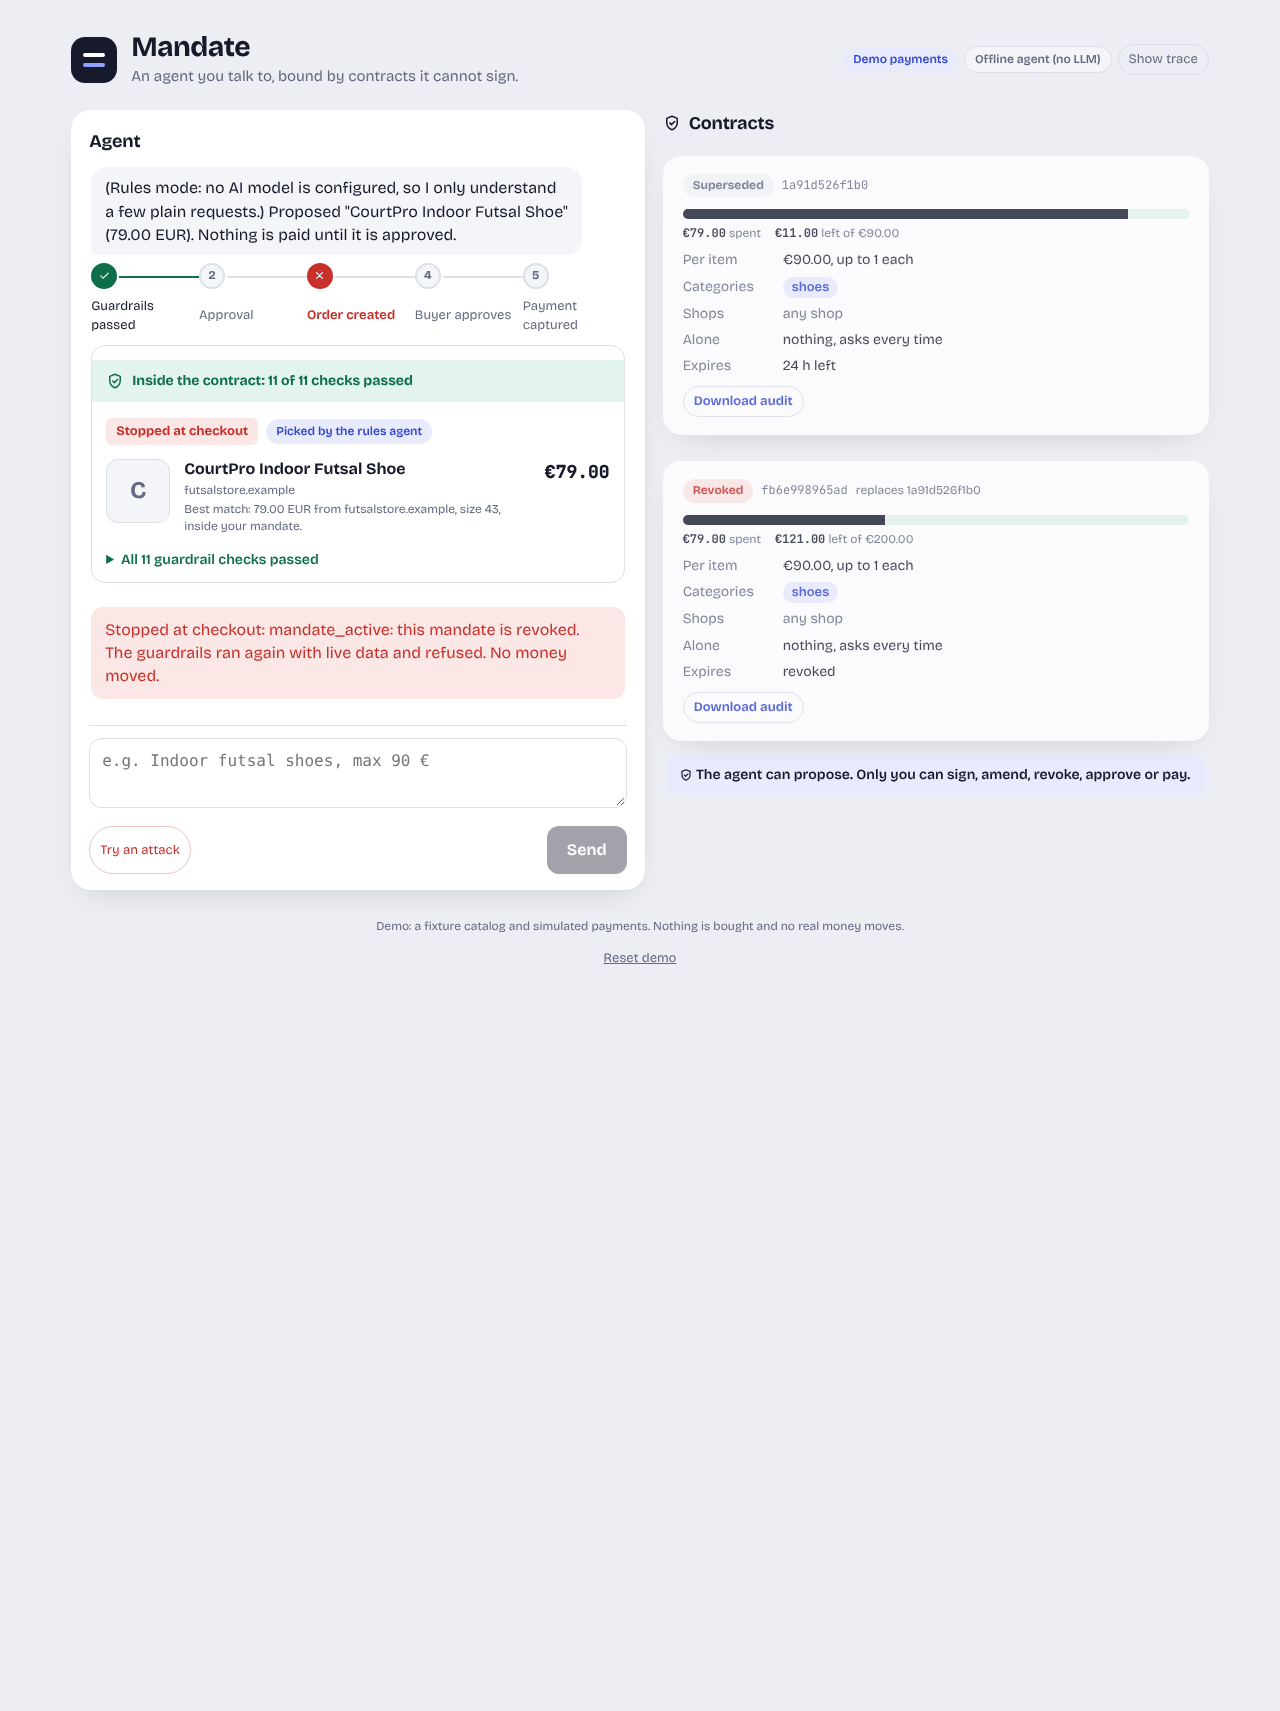 Mandate
An agent you talk to, bound by contracts it cannot sign.
Demo payments
Offline agent (no LLM)
Show trace
Agent
(Rules mode: no AI model is configured, so I only understand
a few plain requests.) Proposed "CourtPro Indoor Futsal Shoe"
(79.00 EUR). Nothing is paid until it is approved.
2
4
5
Guardrails
passed
Approval
Order created
Buyer approves
Payment
captured
Inside the contract: 11 of 11 checks passed
Stopped at checkout
Picked by the rules agent
C
CourtPro Indoor Futsal Shoe
€79.00
futsalstore.example
Best match: 79.00 EUR from futsalstore.example, size 43,
inside your mandate.
All 11 guardrail checks passed
Stopped at checkout: mandate_active: this mandate is revoked.
The guardrails ran again with live data and refused. No money
moved.
e.g. Indoor futsal shoes, max 90 €
Try an attack
Send
Contracts
Superseded 1a91d526f1b0
€79.00 spent €11.00 left of €90.00
Per item €90.00, up to 1 each
Categories shoes
Shops any shop
Alone nothing, asks every time
Expires 24 h left
Download audit
Revoked fb6e998965ad replaces 1a91d526f1b0
€79.00 spent €121.00 left of €200.00
Per item €90.00, up to 1 each
Categories shoes
Shops any shop
Alone nothing, asks every time
Expires revoked
Download audit
The agent can propose. Only you can sign, amend, revoke, approve or pay.
Demo: a fixture catalog and simulated payments. Nothing is bought and no real money moves.
Reset demo